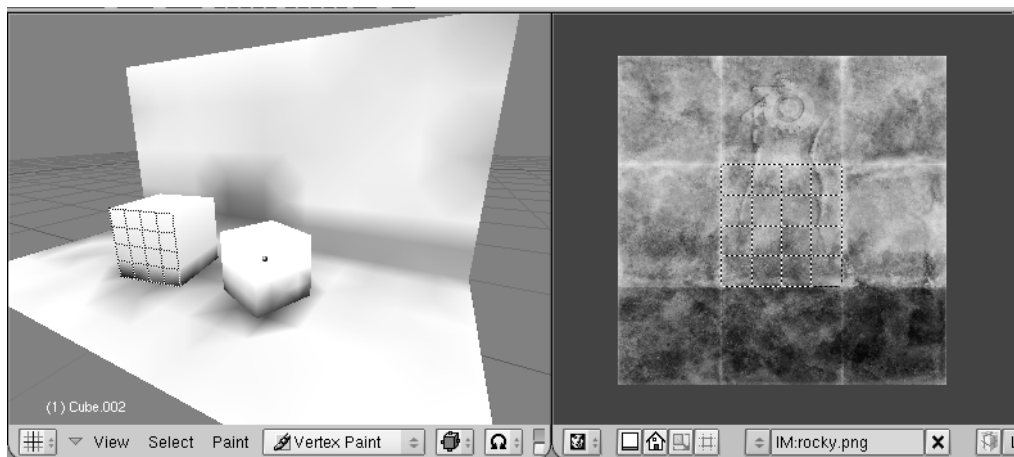 (1) Cube.002
View Select Paint Vertex Paint IM:rocky.png